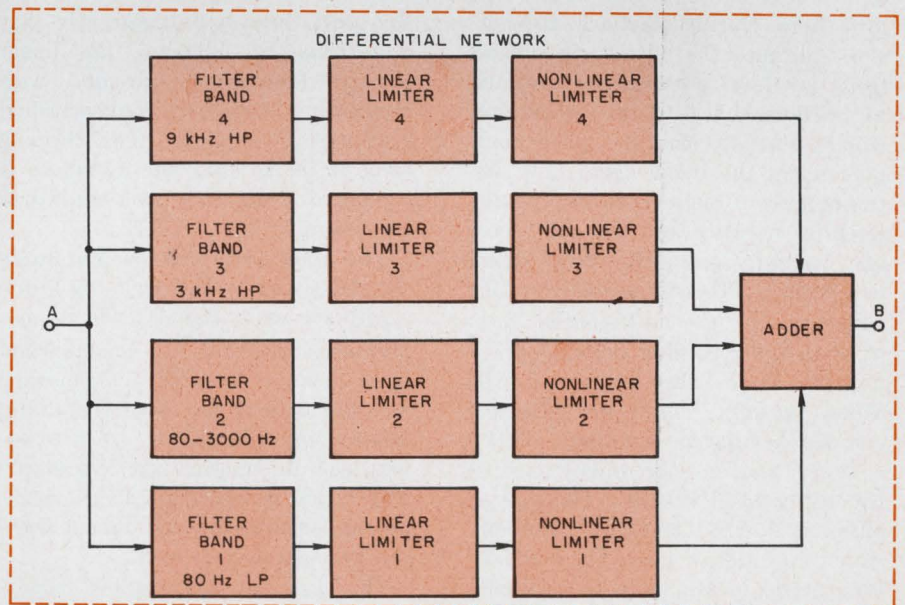 DIFFERENTIAL NETWORK
FILTER
BAND
4
9 kHz HP
LINEAR
LIMITER
4
NONLINEAR
LIMITER
4
FILTER
BAND
3
3 kHz HP
LINEAR
LIMITER
3
NONLINEAR
LIMITER
3
A
ADDER
B
FILTER
BAND
2
80-3000 Hz
LINEAR
LIMITER
2
NONLINEAR
LIMITER
2
FILTER
BAND
1
80 Hz LP
LINEAR
LIMITER
1
NONLINEAR
LIMITER
1